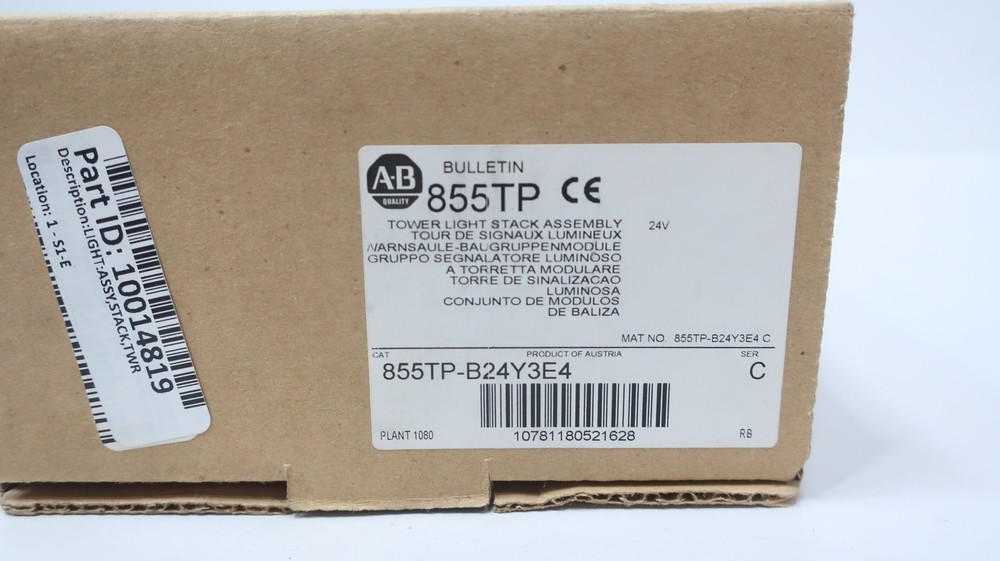 Part ID: 10014819
Description:LIGHT:ASSY,STACK,TWR
Location: 1 - S1-E
A-B
QUALITY
BULLETIN
855TP CE
TOWER LIGHT STACK ASSEMBLY 24V
TOUR DE SIGNAUX LUMINEUX
WARNSAULE-BAUGRUPPENMODULE
GRUPPO SEGNALATORE LUMINOSO
A TORRETTA MODULARE
TORRE DE SINALIZACAO
LUMINOSA
CONJUNTO DE MODULOS
DE BALIZA
MAT NO. 855TP-B24Y3E4 C
CAT PRODUCT OF AUSTRIA SER
855TP-B24Y3E4 C
PLANT 1080 10781180521628 RB